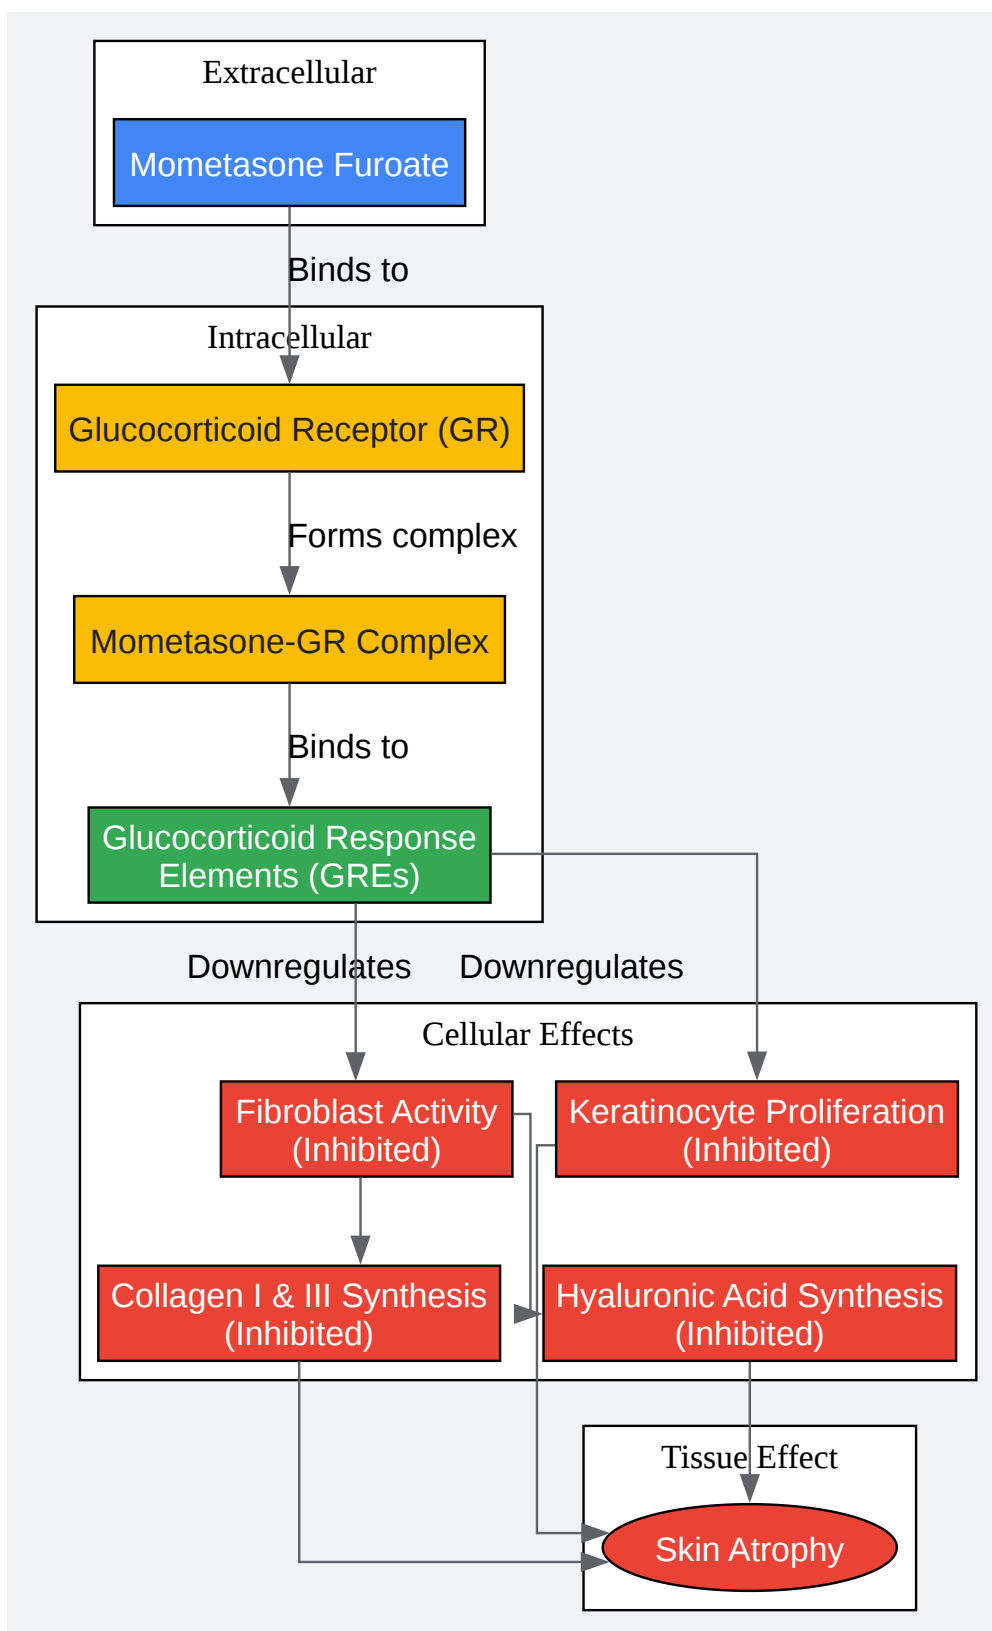 Extracellular
Mometasone Furoate
Binds to
Intracellular
Glucocorticoid Receptor (GR)
Forms complex
Mometasone-GR Complex
Binds to
Glucocorticoid Response
Elements (GREs)
Downregulates
Downregulates
Cellular Effects
Fibroblast Activity
(Inhibited)
Keratinocyte Proliferation
(Inhibited)
Collagen I & III Synthesis
(Inhibited)
Hyaluronic Acid Synthesis
(Inhibited)
Tissue Effect
Skin Atrophy